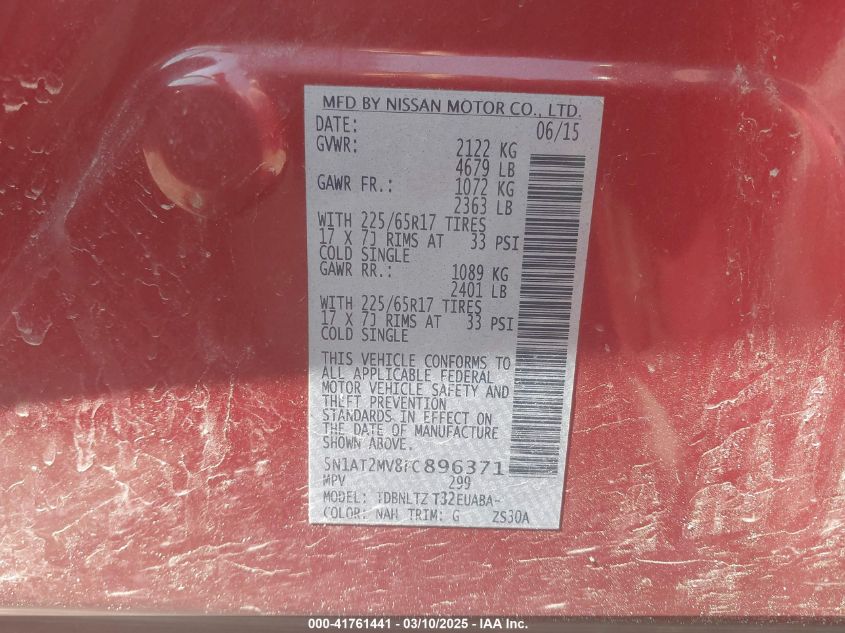 MFD BY NISSAN MOTOR CO., LTD.
DATE: 06/15
GVWR: 2122 KG
4679 LB
GAWR FR.: 1072 KG
2363 LB
WITH 225/65R17 TIRES
17 X 7J RIMS AT 33 PSI
COLD SINGLE
GAWR RR.: 1089 KG
2401 LB
WITH 225/65R17 TIRES
17 X 7J RIMS AT 33 PSI
COLD SINGLE
THIS VEHICLE CONFORMS TO
ALL APPLICABLE FEDERAL
MOTOR VEHICLE SAFETY AND
THEFT PREVENTION
STANDARDS IN EFFECT ON
THE DATE OF MANUFACTURE
SHOWN ABOVE.
5N1AT2MV8FC896371
MPV 299
MODEL: TDBNLTZ T32EUABA-
COLOR: NAH TRIM: G ZS30A
000-41761441 — 03/10/2025 — IAA Inc.